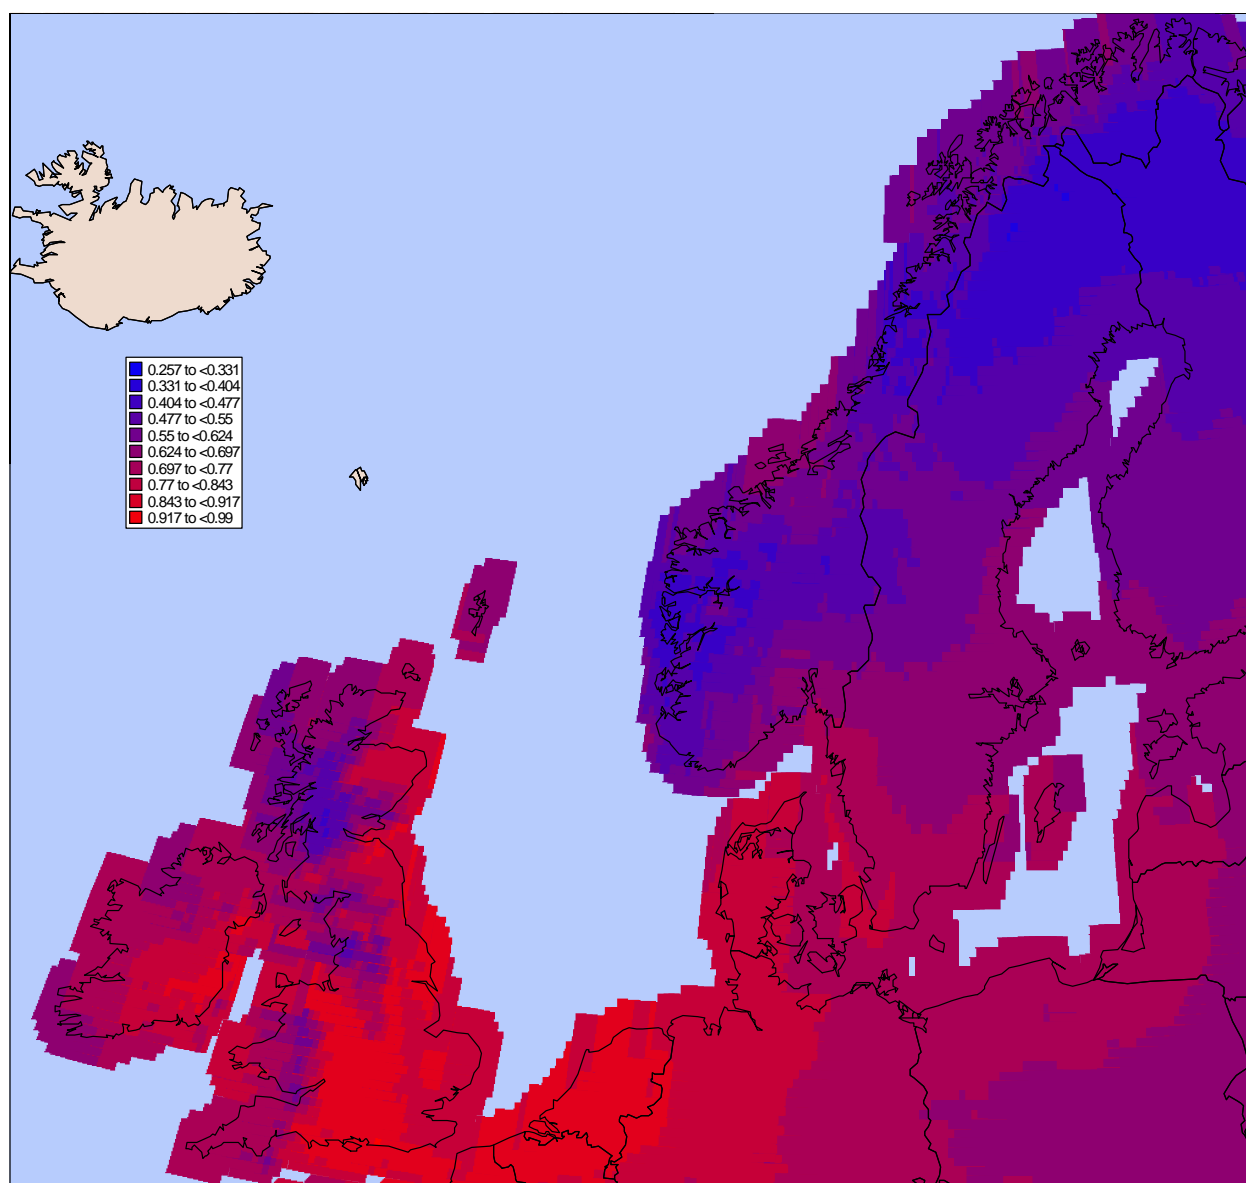 0.257 to <0.331
0.331 to <0.404
0.404 to <0.477
0.477 to <0.55
0.55 to <0.624
0.624 to <0.697
0.697 to <0.77
0.77 to <0.843
0.843 to <0.917
0.917 to <0.99